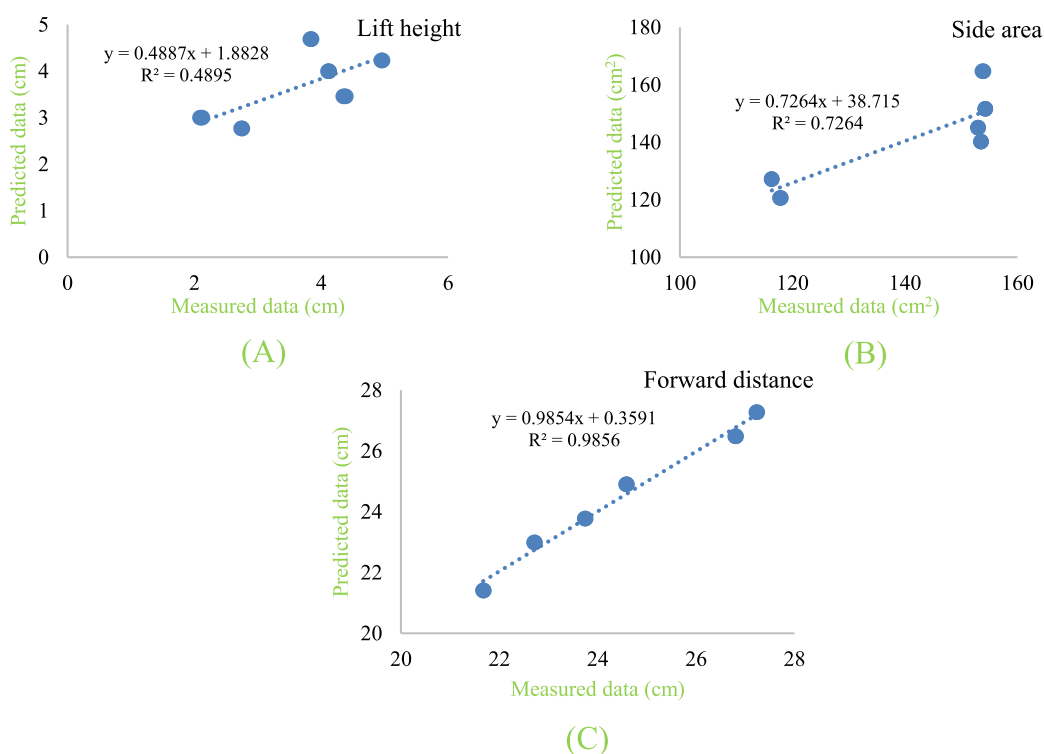 Lift height
y = 0.4887x + 1.8828
R² = 0.4895
Predicted data (cm)
5
4
3
2
1
0
0 2 4 6
Measured data (cm)
(A)
Side area
y = 0.7264x + 38.715
R² = 0.7264
Predicted data (cm²)
180
160
140
120
100
100 120 140 160
Measured data (cm²)
(B)
Forward distance
y = 0.9854x + 0.3591
R² = 0.9856
Predicted data (cm)
28
26
24
22
20
20 22 24 26 28
Measured data (cm)
(C)